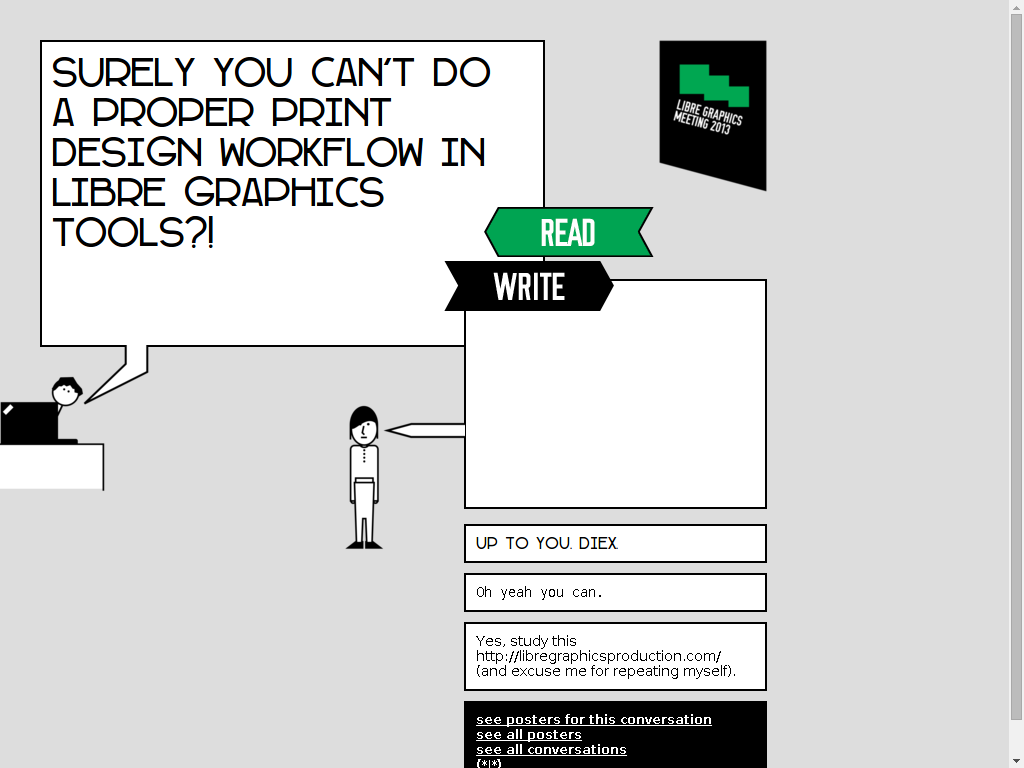 SURELY YOU CAN'T DO
A PROPER PRINT
DESIGN WORKFLOW IN
LIBRE GRAPHICS
TOOLS?!
LIBRE GRAPHICS
MEETING 2013
READ
WRITE
UP TO YOU. DIEX.
Oh yeah you can.
Yes, study this
http://libregraphicsproduction.com/
(and excuse me for repeating myself).
see posters for this conversation
see all posters
see all conversations
(*|*)